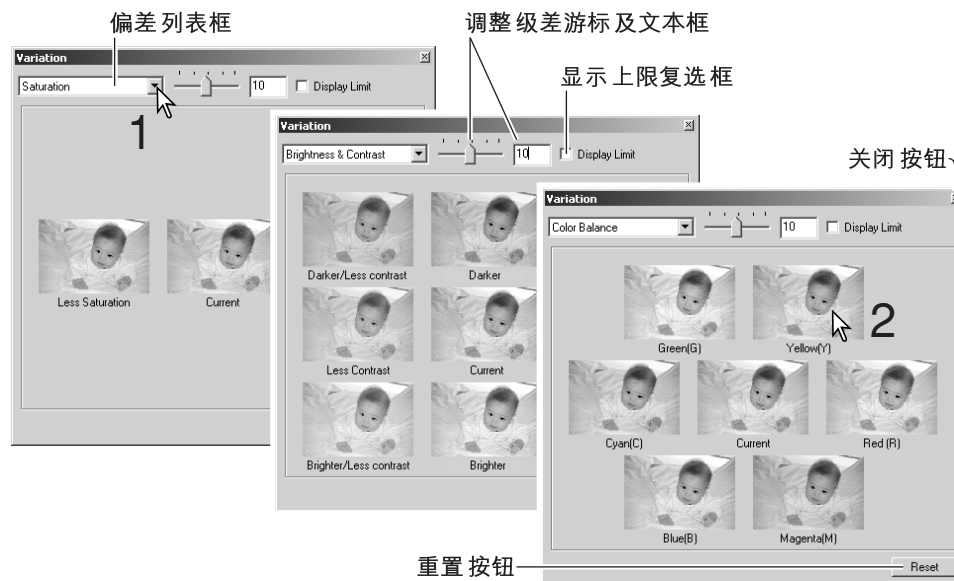 偏差列表框
调整级差游标及文本框
显示上限复选框
关闭按钮
Variation
Saturation
10
Display Limit
1
Less Saturation
Current
Variation
Brightness & Contrast
10
Display Limit
Darker/Less contrast
Darker
Less Contrast
Current
Brighter/Less contrast
Brighter
Variation
Color Balance
10
Display Limit
2
Green(G)
Yellow(Y)
Cyan(C)
Current
Red (R)
Blue(B)
Magenta(M)
重置按钮
Reset